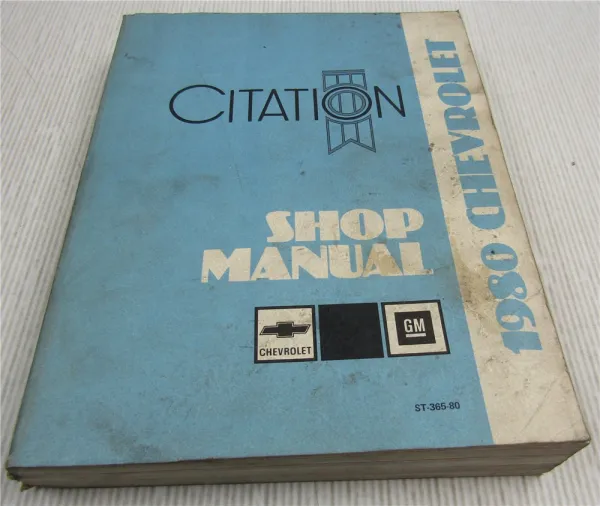 CITATION
SHOP
MANUAL
CHEVROLET
GM
ST-365-80
1980 CHEVROLET